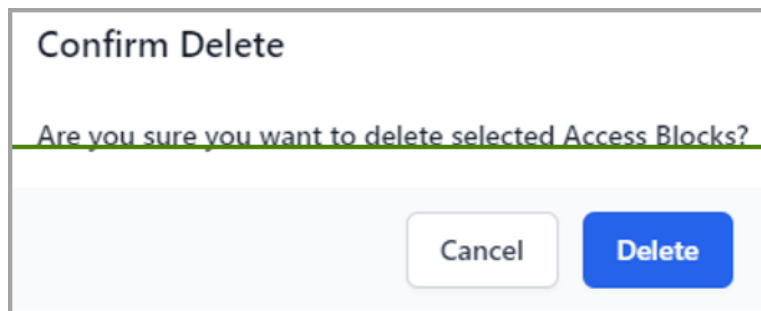 Confirm Delete
Are you sure you want to delete selected Access Blocks?
Cancel Delete